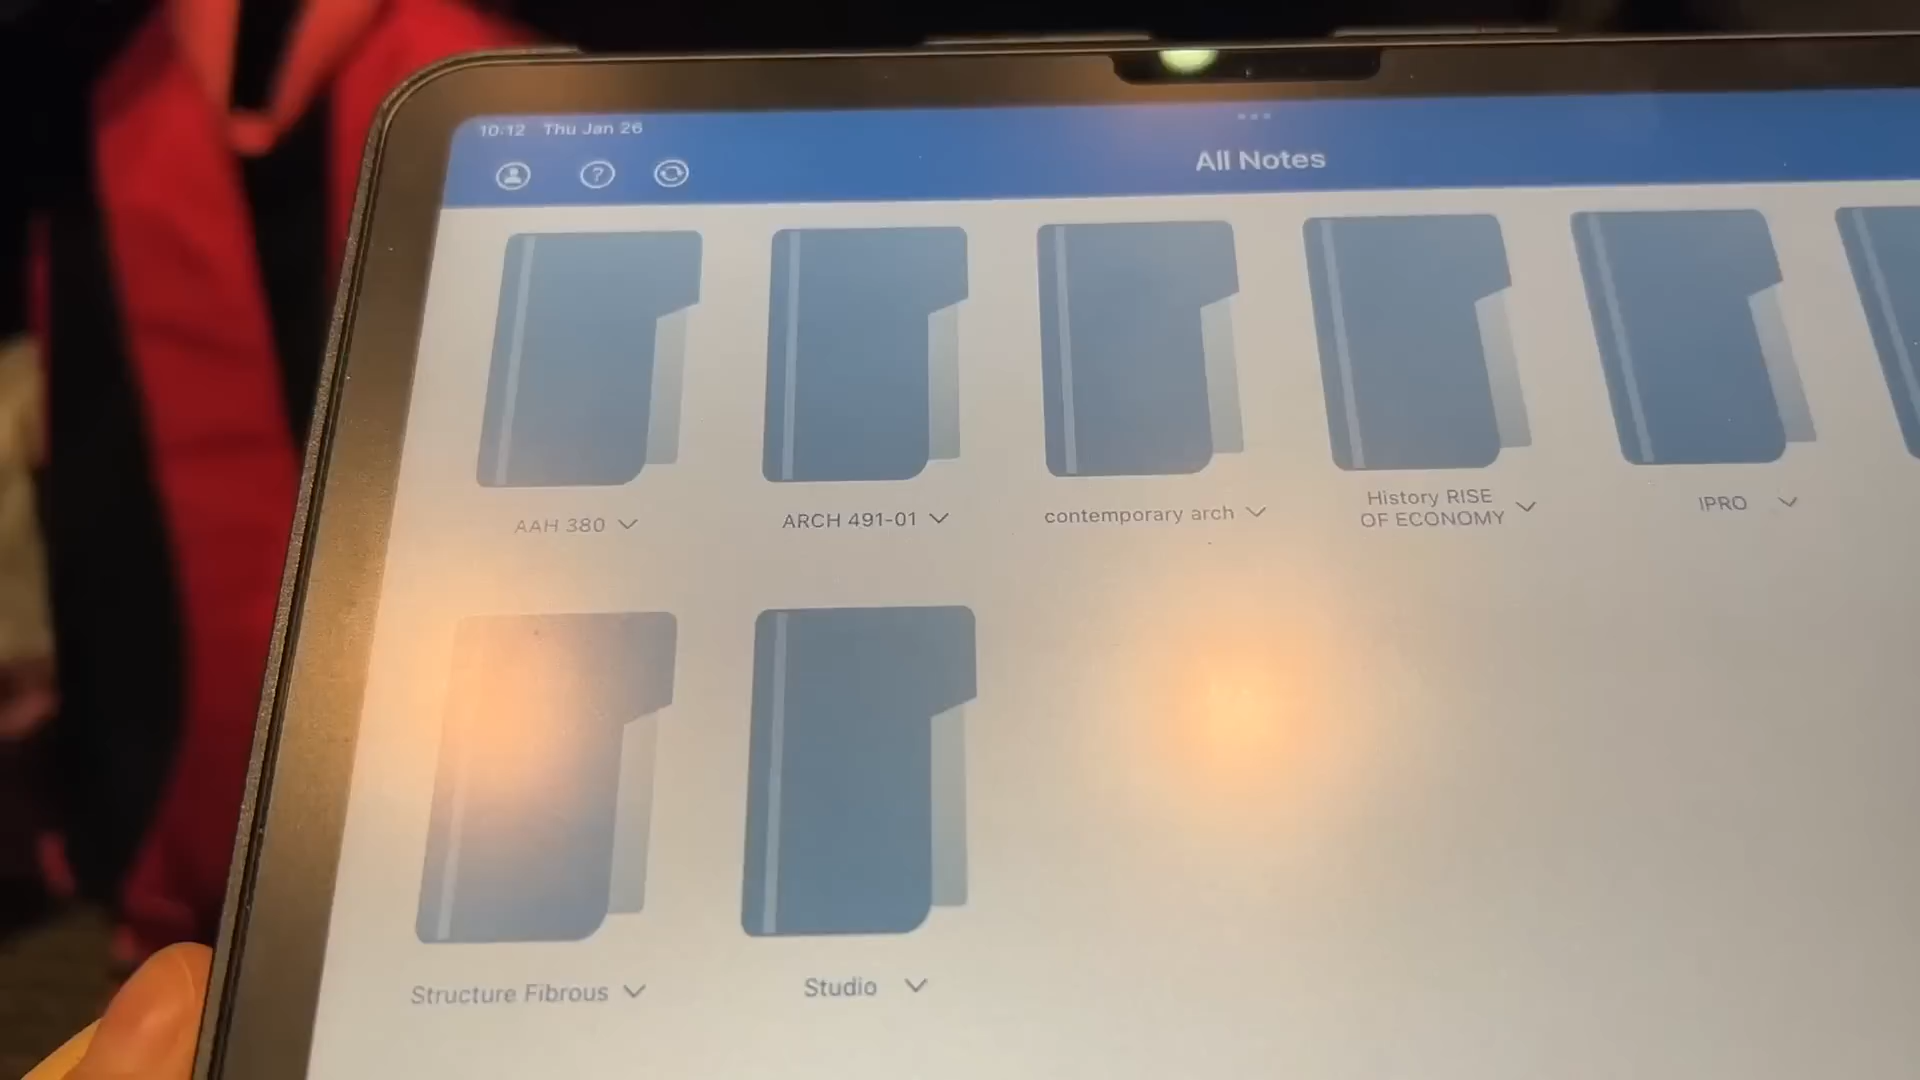 10:12 Thu Jan 26
All Notes
AAH 380
ARCH 491-01
contemporary arch
History RISE
OF ECONOMY
IPRO
Structure Fibrous
Studio